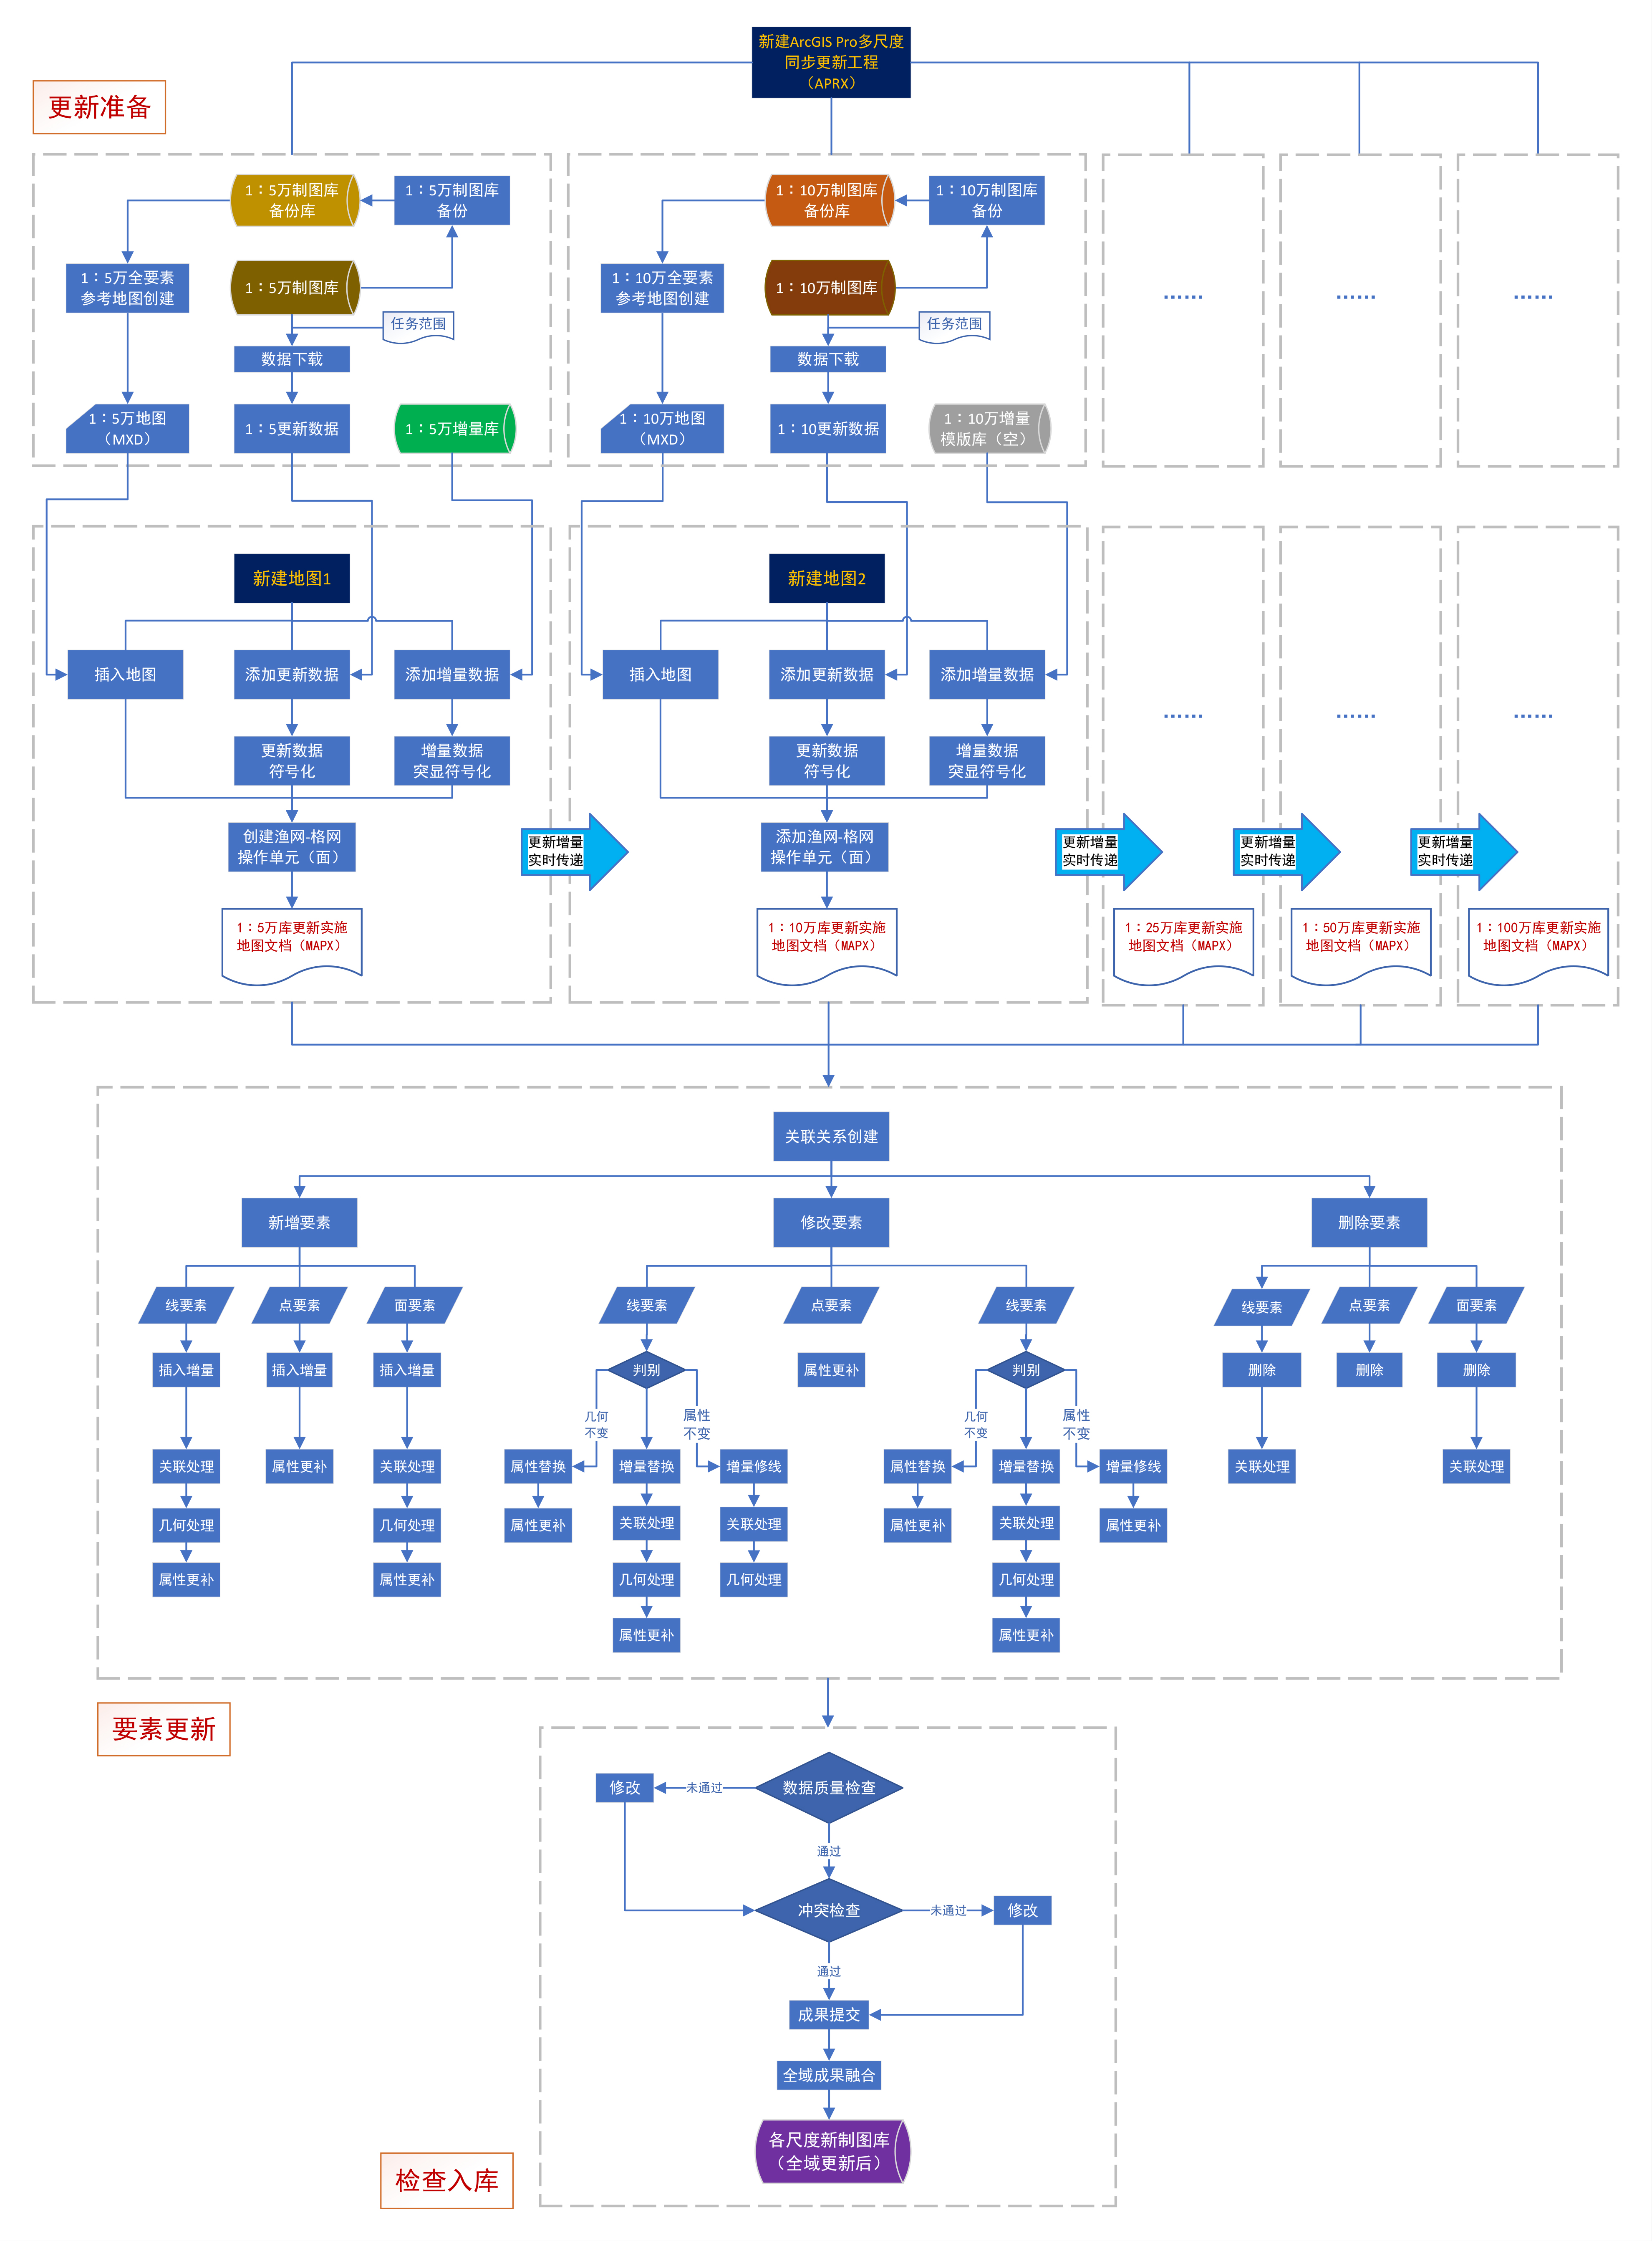 新建ArcGIS Pro多尺度
同步更新工程
（APRX）
更新准备
1：5万制图库
备份库
1：5万制图库
备份
1：5万全要素
参考地图创建
1：5万制图库
任务范围
数据下载
1：5万地图
（MXD）
1：5更新数据
1：5万增量库
1：10万制图库
备份库
1：10万制图库
备份
1：10万全要素
参考地图创建
1：10万制图库
任务范围
数据下载
1：10万地图
（MXD）
1：10更新数据
1：10万增量
模版库（空）
……
……
……
新建地图1
插入地图
添加更新数据
添加增量数据
更新数据
符号化
增量数据
突显符号化
创建渔网-格网
操作单元（面）
1：5万库更新实施
地图文档（MAPX）
更新增量
实时传递
新建地图2
插入地图
添加更新数据
添加增量数据
更新数据
符号化
增量数据
突显符号化
添加渔网-格网
操作单元（面）
1：10万库更新实施
地图文档（MAPX）
更新增量
实时传递
……
1：25万库更新实施
地图文档（MAPX）
更新增量
实时传递
……
1：50万库更新实施
地图文档（MAPX）
更新增量
实时传递
……
1：100万库更新实施
地图文档（MAPX）
关联关系创建
新增要素
修改要素
删除要素
线要素
点要素
面要素
线要素
点要素
线要素
线要素
点要素
面要素
插入增量
插入增量
插入增量
判别
属性更补
判别
删除
删除
删除
几何
不变
属性
不变
几何
不变
属性
不变
关联处理
属性更补
关联处理
属性替换
增量替换
增量修线
属性替换
增量替换
增量修线
关联处理
关联处理
几何处理
几何处理
属性更补
关联处理
关联处理
属性更补
关联处理
属性更补
属性更补
属性更补
几何处理
几何处理
几何处理
属性更补
属性更补
要素更新
数据质量检查
未通过
修改
通过
冲突检查
未通过
修改
通过
成果提交
全域成果融合
各尺度新制图库
（全域更新后）
检查入库